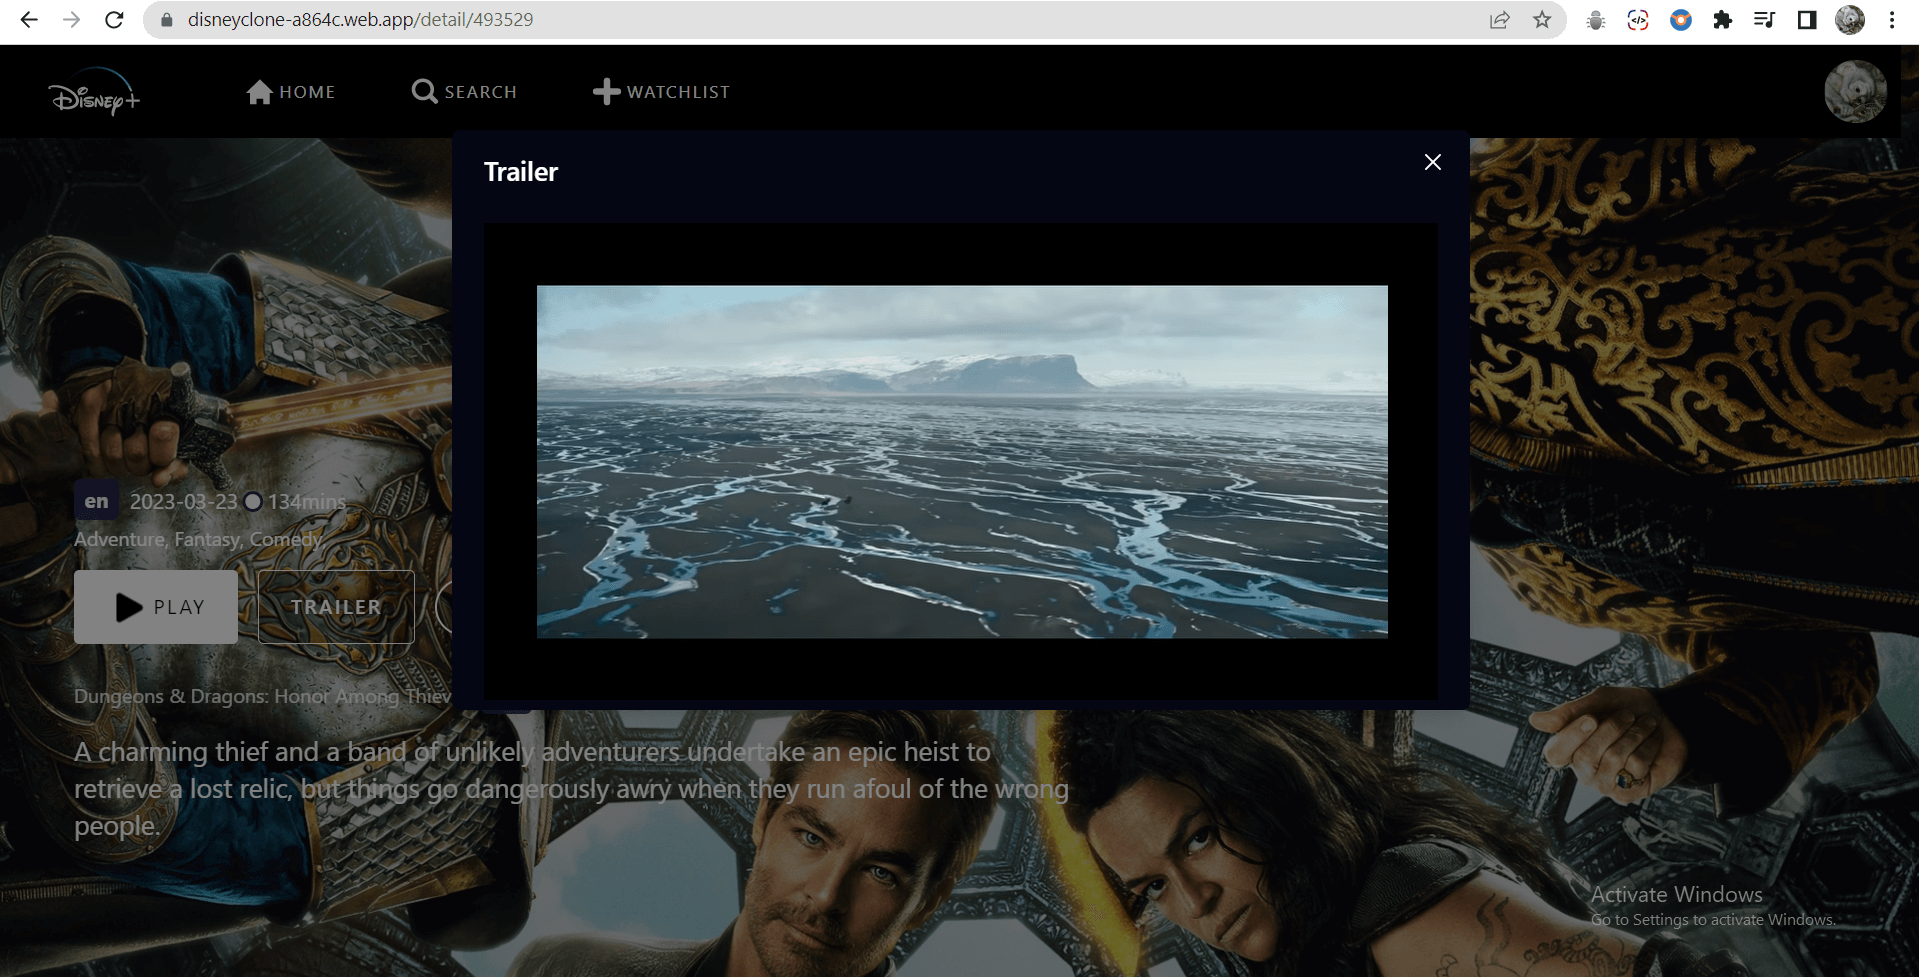 disneyclone-a864c.web.app/detail/493529
Disney+
HOME
SEARCH
WATCHLIST
Trailer
en 2023-03-23 134mins
Adventure, Fantasy, Comedy
PLAY
TRAILER
Dungeons & Dragons: Honor Among Thiev
A charming thief and a band of unlikely adventurers undertake an epic heist to
retrieve a lost relic, but things go dangerously awry when they run afoul of the wrong
people.
Activate Windows
Go to Settings to activate Windows.